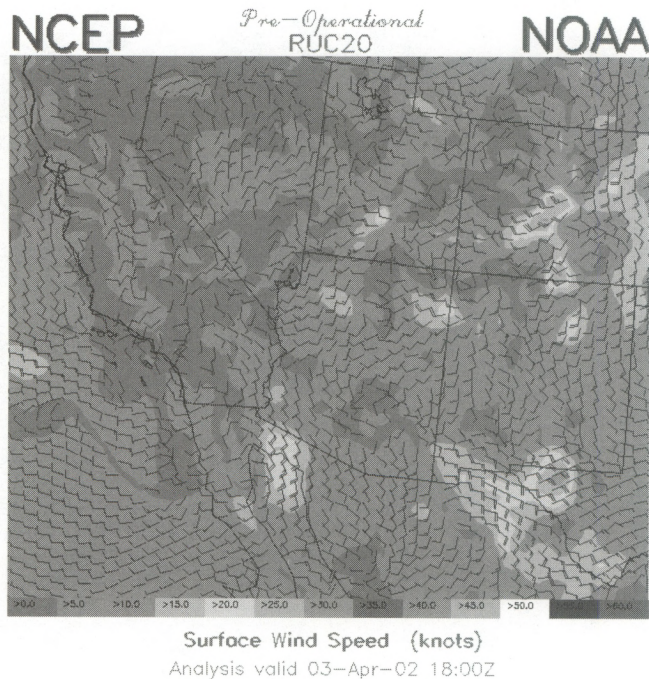 NCEP
Pre-Operational
RUC20
NOAA
>0.0 >5.0 >10.0 >15.0 >20.0 >25.0 >30.0 >35.0 >40.0 >45.0 >50.0 >60.0
Surface Wind Speed (knots)
Analysis valid 03-Apr-02 18:00Z